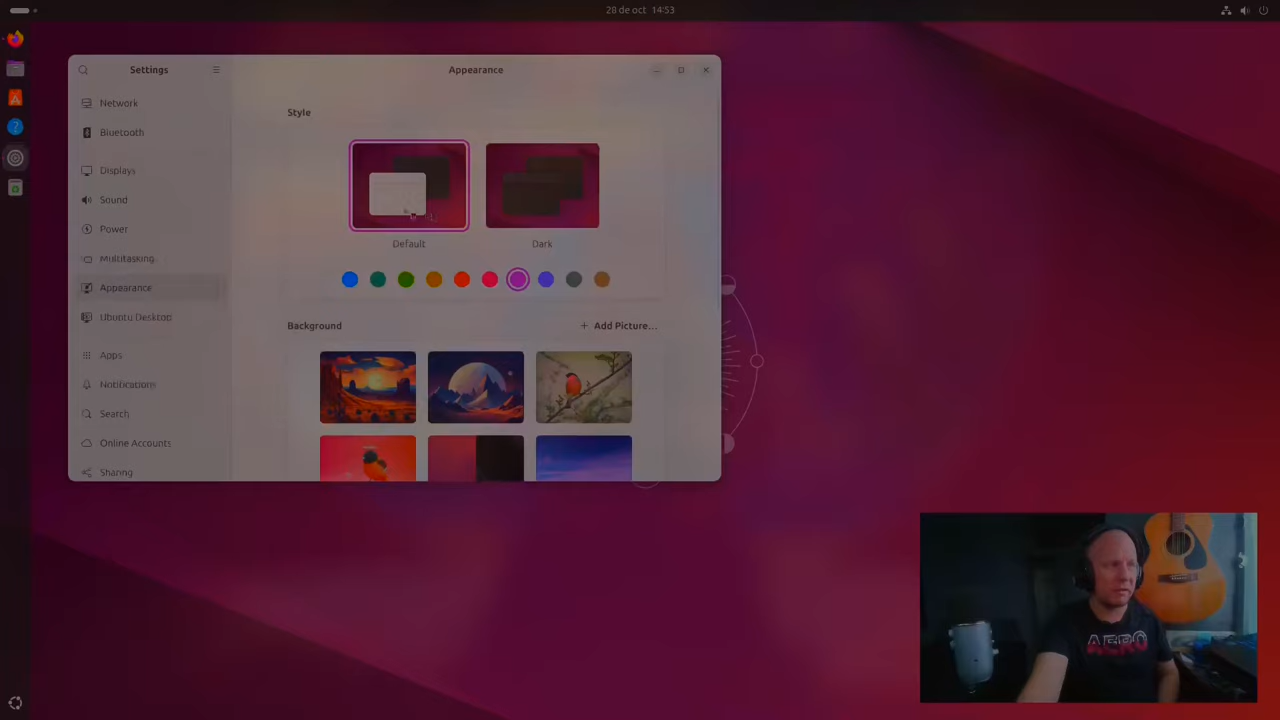 28 de oct 14:53
Settings
Appearance
Network
Bluetooth
Displays
Sound
Power
Multitasking
Appearance
Ubuntu Desktop
Apps
Notifications
Search
Online Accounts
Sharing
Style
Default
Dark
Background
+ Add Picture...
AERO